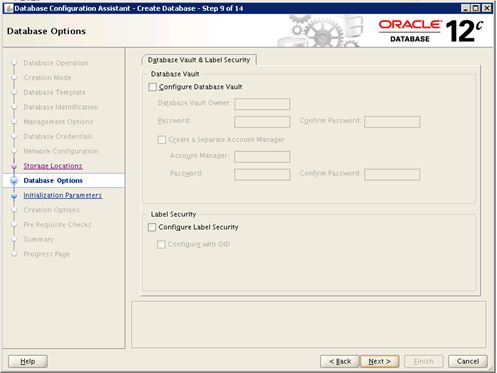 Database Configuration Assistant - Create Database - Step 9 of 14
Database Options
ORACLE
DATABASE 12c
Database Operation
Creation Mode
Database Template
Database Identification
Management Options
Database Credentials
Network Configuration
Storage Locations
Database Options
Initialization Parameters
Creation Options
Pre Requisite Checks
Summary
Progress Page
Database Vault & Label Security
Database Vault
Configure Database Vault
Database Vault Owner:
Password: Confirm Password:
Create a Separate Account Manager
Account Manager:
Password: Confirm Password:
Label Security
Configure Label Security
Configure with OID
Help < Back Next > Finish Cancel